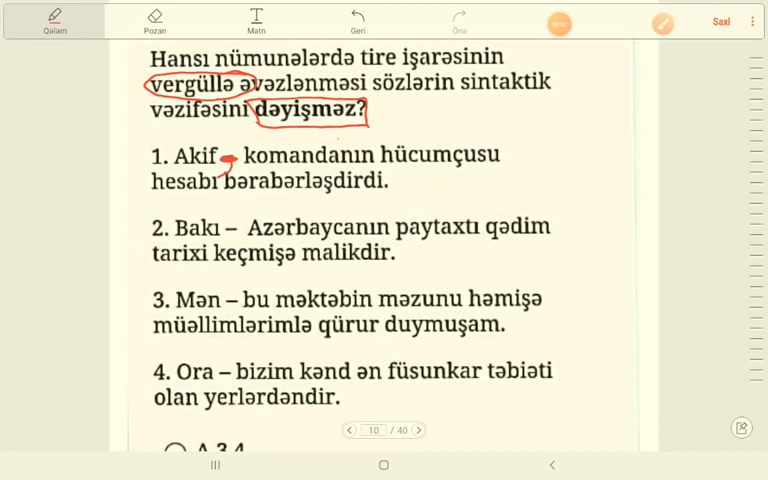 Qələm
Pozan
Mətn
Geri
Önə
Saxl
Hansı nümunələrdə tire işarəsinin
vergüllə əvəzlənməsi sözlərin sintaktik
vəzifəsini dəyişməz?
1. Akif – komandanın hücumçusu
hesabı bərabərləşdirdi.
2. Bakı – Azərbaycanın paytaxtı qədim
tarixi keçmişə malikdir.
3. Mən – bu məktəbin məzunu həmişə
müəllimlərimlə qürur duymuşam.
4. Ora – bizim kənd ən füsunkar təbiəti
olan yerlərdəndir.
10 / 40
A 3,4